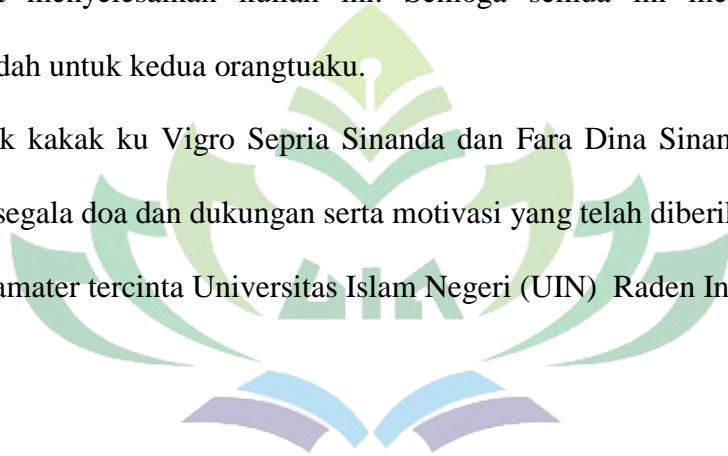 menyelesaikan kuliah ini. Semoga semua ini
dah untuk kedua orangtuaku.
k kakak ku Vigro Sepria Sinanda dan Fara Dina Sinan
segala doa dan dukungan serta motivasi yang telah diberi
amater tercinta Universitas Islam Negeri (UIN) Raden In
UIN